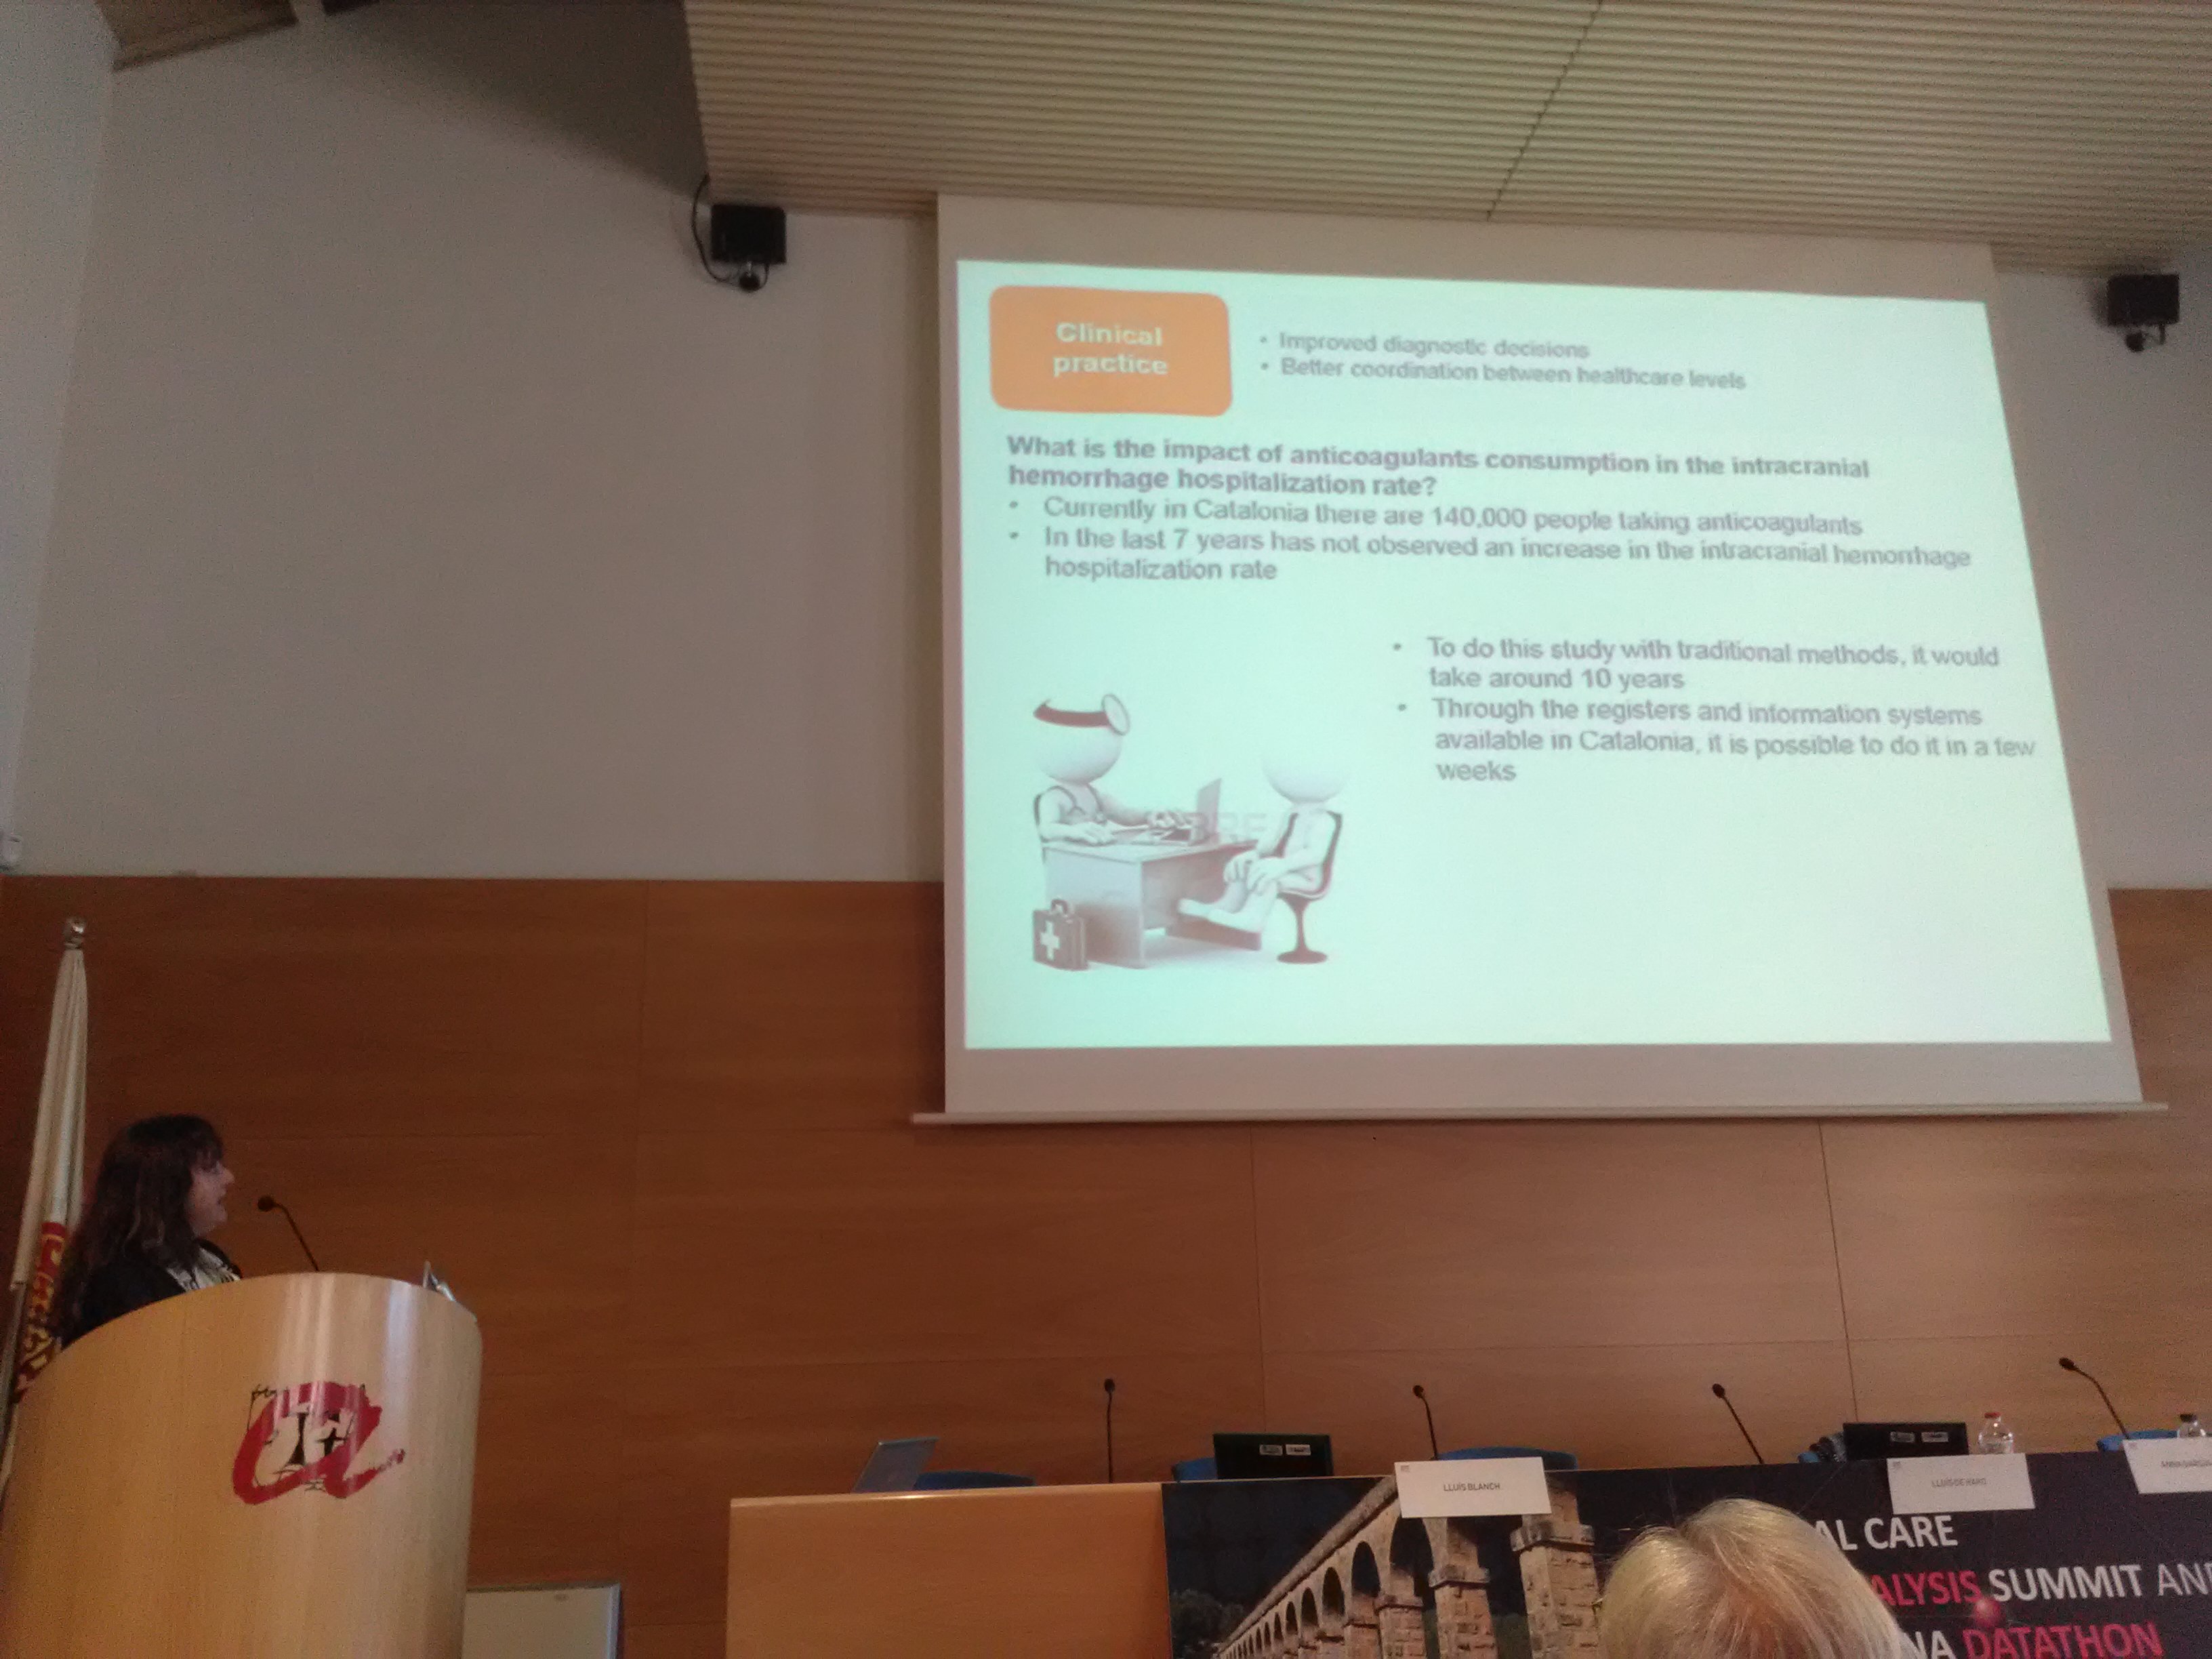 Clinical
practice
• Improved diagnostic decisions
• Better coordination between healthcare levels
What is the impact of anticoagulants consumption in the intracranial
hemorrhage hospitalization rate?
• Currently in Catalonia there are 140,000 people taking anticoagulants
• In the last 7 years has not observed an increase in the intracranial hemorrhage
hospitalization rate
• To do this study with traditional methods, it would
take around 10 years
• Through the registers and information systems
available in Catalonia, it is possible to do it in a few
weeks
LLUIS BLANCH
LLUIS DE HARO
AL CARE
ALYSIS SUMMIT AN
NA DATATHON